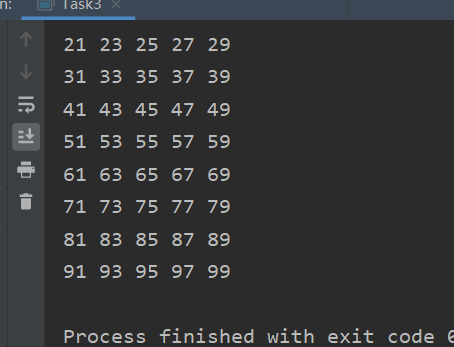 n: Task3
21 23 25 27 29
31 33 35 37 39
41 43 45 47 49
51 53 55 57 59
61 63 65 67 69
71 73 75 77 79
81 83 85 87 89
91 93 95 97 99
Process finished with exit code 0